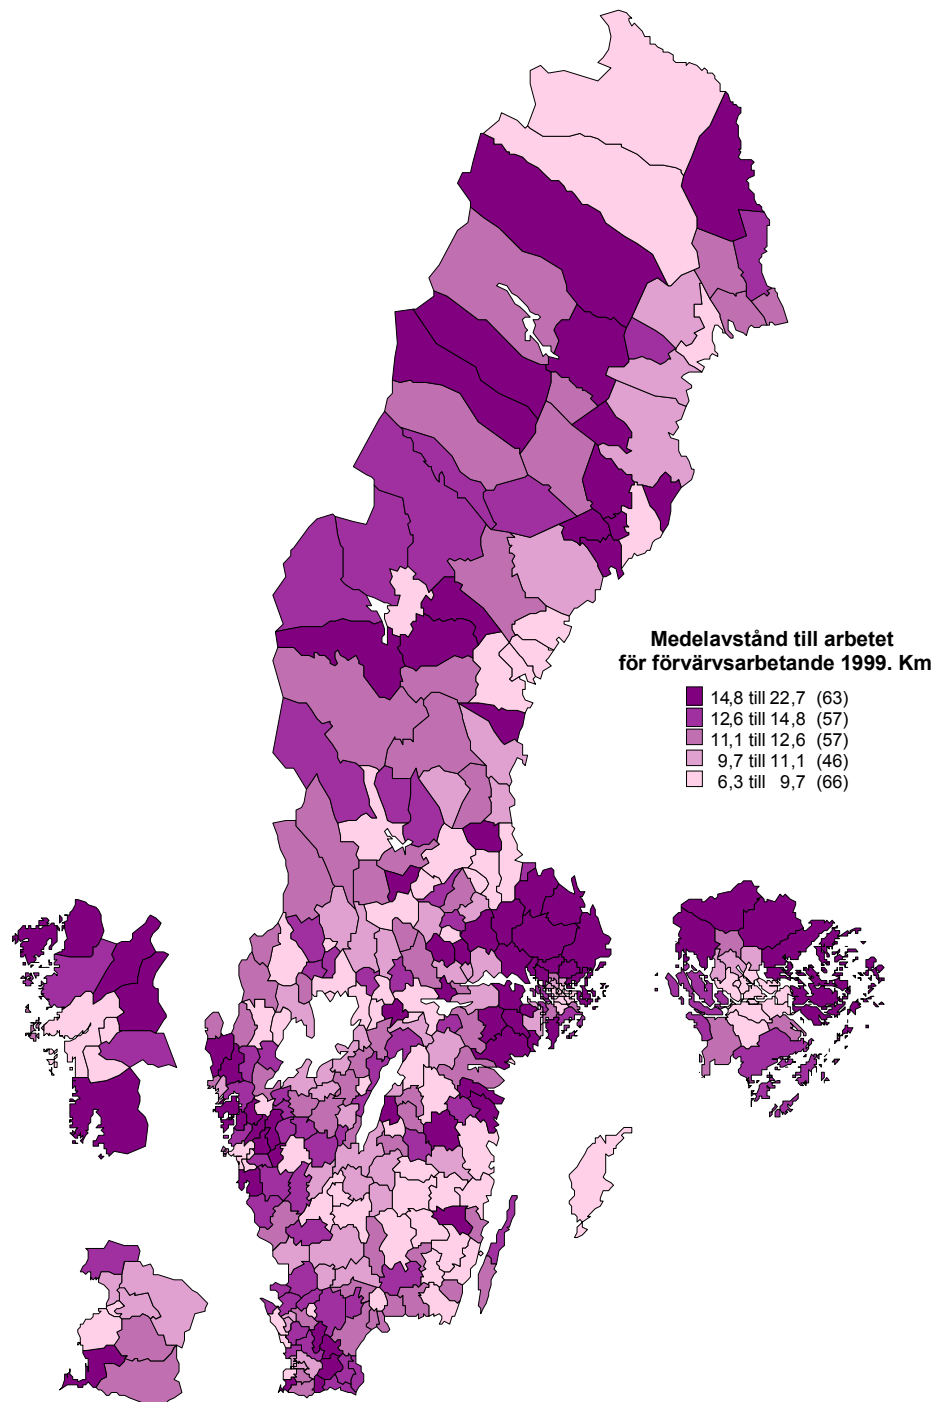 Medelavstånd till arbetet
för förvärvsarbetande 1999. Km
14,8 till 22,7 (63)
12,6 till 14,8 (57)
11,1 till 12,6 (57)
9,7 till 11,1 (46)
6,3 till 9,7 (66)